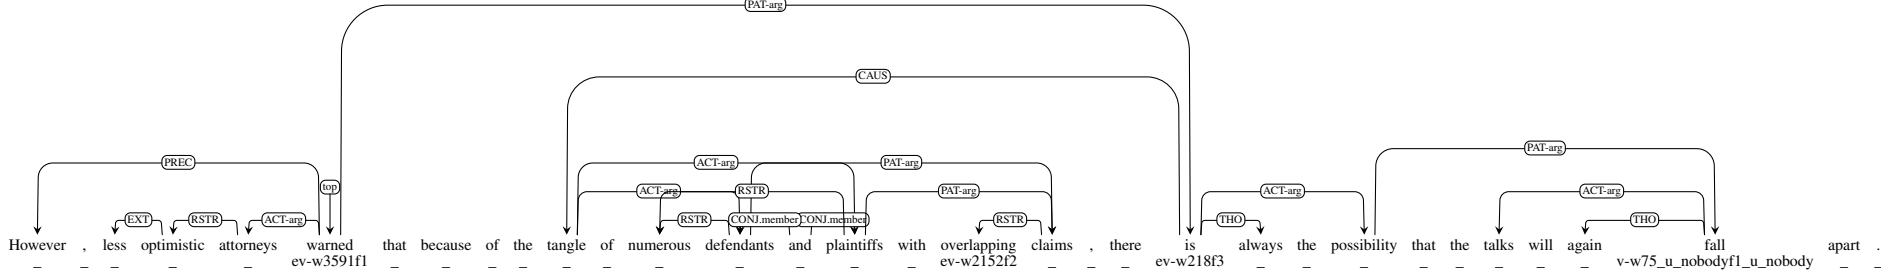 PAT-arg
CAUS
PAT-arg
PREC ACT-arg PAT-arg
top ACT-arg RSTR PAT-arg ACT-arg ACT-arg
EXT RSTR ACT-arg RSTR CONJ.member CONJ.member RSTR THO THO
However , less optimistic attorneys warned that because of the tangle of numerous defendants and plaintiffs with overlapping claims , there is always the possibility that the talks will again fall apart .
_ _ _ _ _ ev-w3591f1 _ _ _ _ _ _ _ _ _ _ _ ev-w2152f2 _ _ _ ev-w218f3 _ _ _ _ _ _ _ _ v-w75_u_nobodyf1_u_nobody _ _